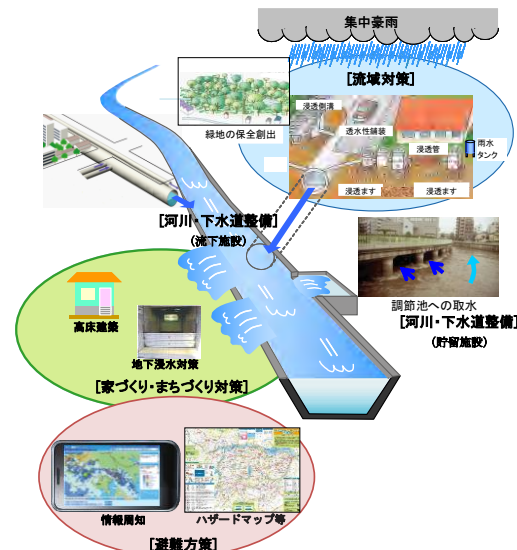 集中豪雨
[流域対策]
浸透側溝
透水性舗装
浸透管
雨水
タンク
浸透ます
浸透ます
緑地の保全創出
[河川・下水道整備]
(流下施設)
調節池への取水
[河川・下水道整備]
(貯留施設)
高床建築
地下浸水対策
[家づくり・まちづくり対策]
情報周知
ハザードマップ等
[避難方策]